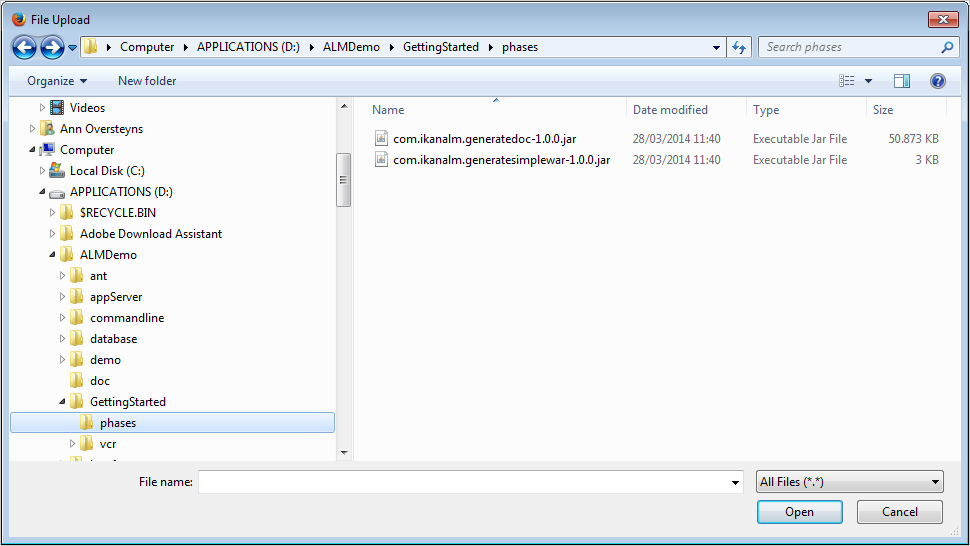 File Upload
Computer APPLICATIONS (D:) ALMDemo GettingStarted phases
Search phases
Organize New folder
Videos
Ann Oversteyns
Computer
Local Disk (C:)
APPLICATIONS (D:)
$RECYCLE.BIN
Adobe Download Assistant
ALMDemo
ant
appServer
commandline
database
demo
doc
GettingStarted
phases
vcr
Name Date modified Type Size
com.ikanalm.generatedoc-1.0.0.jar 28/03/2014 11:40 Executable Jar File 50.873 KB
com.ikanalm.generatesimplewar-1.0.0.jar 28/03/2014 11:40 Executable Jar File 3 KB
File name:
All Files (*.*)
Open Cancel